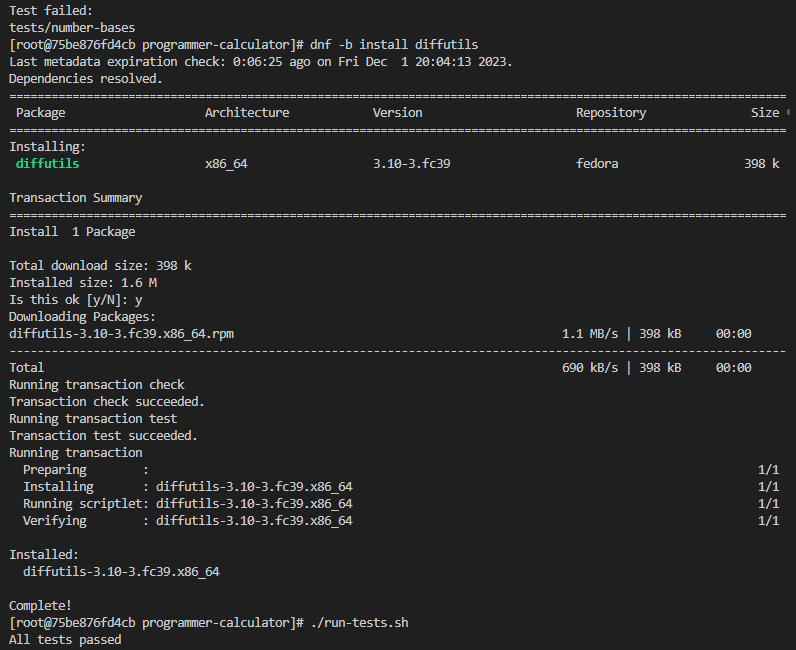 Test failed:
tests/number-bases
[root@75be876fd4cb programmer-calculator]# dnf -b install diffutils
Last metadata expiration check: 0:06:25 ago on Fri Dec  1 20:04:13 2023.
Dependencies resolved.
================================================================================
Package Architecture Version Repository Size
================================================================================
Installing:
diffutils x86_64 3.10-3.fc39 fedora 398 k
Transaction Summary
================================================================================
Install  1 Package
Total download size: 398 k
Installed size: 1.6 M
Is this ok [y/N]: y
Downloading Packages:
diffutils-3.10-3.fc39.x86_64.rpm 1.1 MB/s | 398 kB 00:00
--------------------------------------------------------------------------------
Total 690 kB/s | 398 kB 00:00
Running transaction check
Transaction check succeeded.
Running transaction test
Transaction test succeeded.
Running transaction
Preparing : 1/1
Installing : diffutils-3.10-3.fc39.x86_64 1/1
Running scriptlet: diffutils-3.10-3.fc39.x86_64 1/1
Verifying : diffutils-3.10-3.fc39.x86_64 1/1
Installed:
diffutils-3.10-3.fc39.x86_64
Complete!
[root@75be876fd4cb programmer-calculator]# ./run-tests.sh
All tests passed